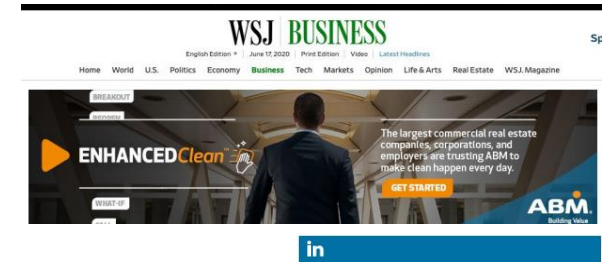 WSJ BUSINESS
Sp
English Edition June 17, 2020 Print Edition Video Latest Headlines
Home World U.S. Politics Economy Business Tech Markets Opinion Life & Arts Real Estate WSJ. Magazine
BREAKOUT
ENHANCEDClean™
The largest commercial real estate
companies, corporations, and
employers are trusting ABM to
make clean happen every day.
GET STARTED
WHAT-IF
ABM.
Building Value
in